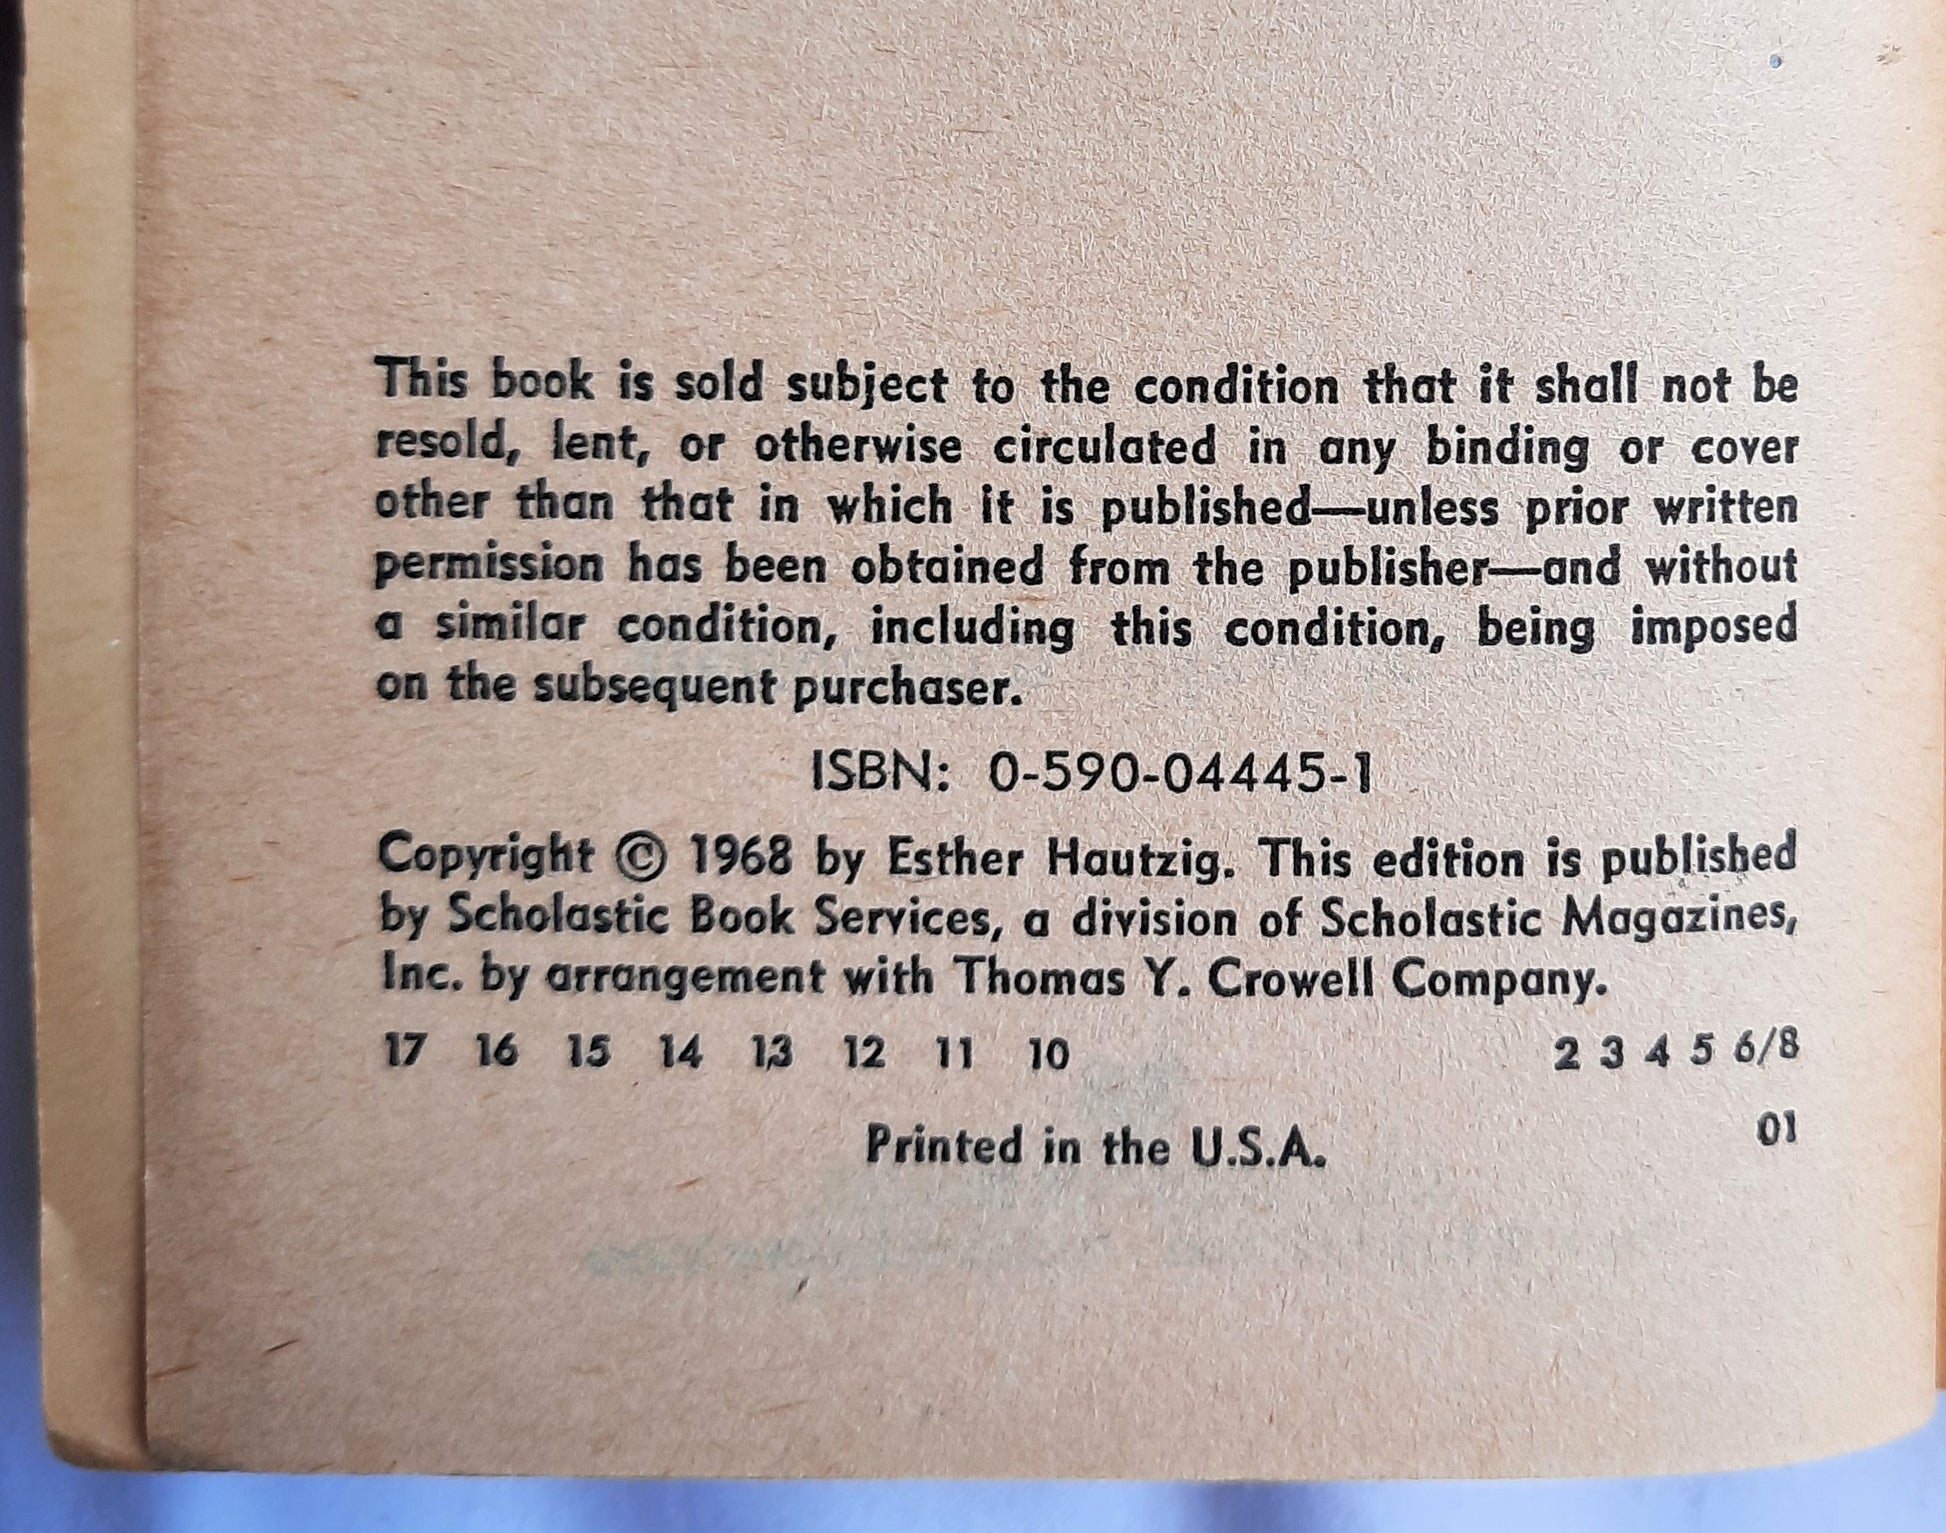 This book is sold subject to the condition that it shall not be
resold, lent, or otherwise circulated in any binding or cover
other than that in which it is published—unless prior written
permission has been obtained from the publisher—and without
a similar condition, including this condition, being imposed
on the subsequent purchaser.
ISBN: 0-590-04445-1
Copyright © 1968 by Esther Hautzig. This edition is published
by Scholastic Book Services, a division of Scholastic Magazines,
Inc. by arrangement with Thomas Y. Crowell Company.
17 16 15 14 13 12 11 10 2 3 4 5 6/8
Printed in the U.S.A. 01